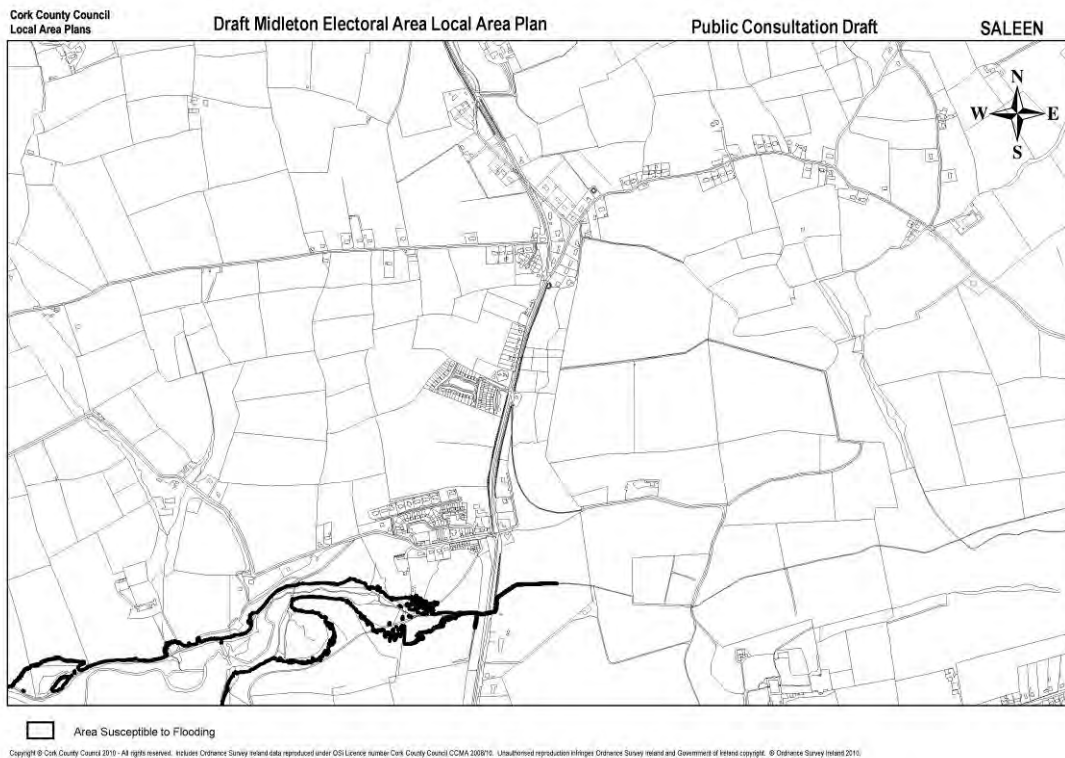 Cork County Council
Local Area Plans
Draft Midleton Electoral Area Local Area Plan
Public Consultation Draft
SALEEN
N
W E
S
Area Susceptible to Flooding
Copyright © Cork County Council 2010 - All rights reserved. Includes Ordnance Survey Ireland data reproduced under OSi Licence number Cork County Council CCMA 2008/10. Unauthorised reproduction infringes Ordnance Survey Ireland and Government of Ireland copyright. © Ordnance Survey Ireland 2010.